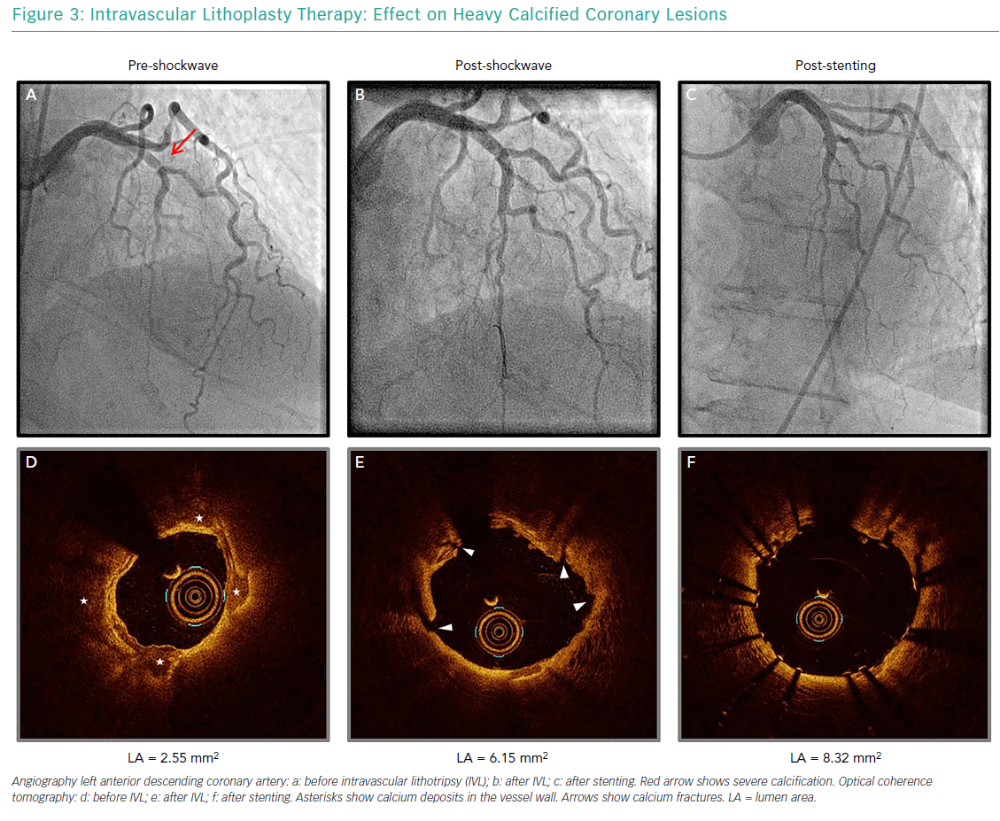 Figure 3: Intravascular Lithoplasty Therapy: Effect on Heavy Calcified Coronary Lesions
Pre-shockwave
Post-shockwave
Post-stenting
A
B
C
D
E
F
LA = 2.55 mm²
LA = 6.15 mm²
LA = 8.32 mm²
Angiography left anterior descending coronary artery: a: before intravascular lithotripsy (IVL); b: after IVL; c: after stenting. Red arrow shows severe calcification. Optical coherence
tomography: d: before IVL; e: after IVL; f: after stenting. Asterisks show calcium deposits in the vessel wall. Arrows show calcium fractures. LA = lumen area.